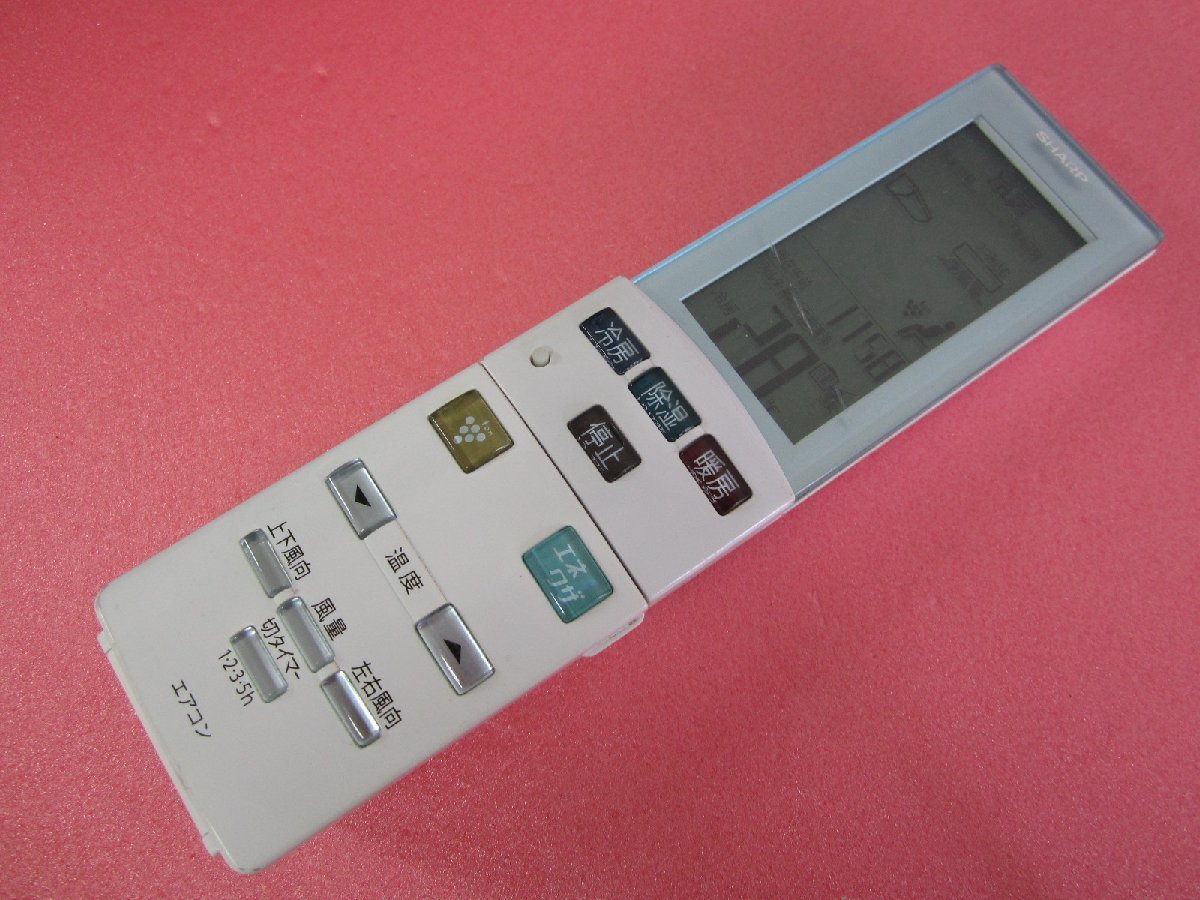 SHARP
28
冷房
除湿
暖房
停止
エネ
ワザ
温度
上下風向
風量
左右風向
切タイマー
1・2・3・5h
エアコン